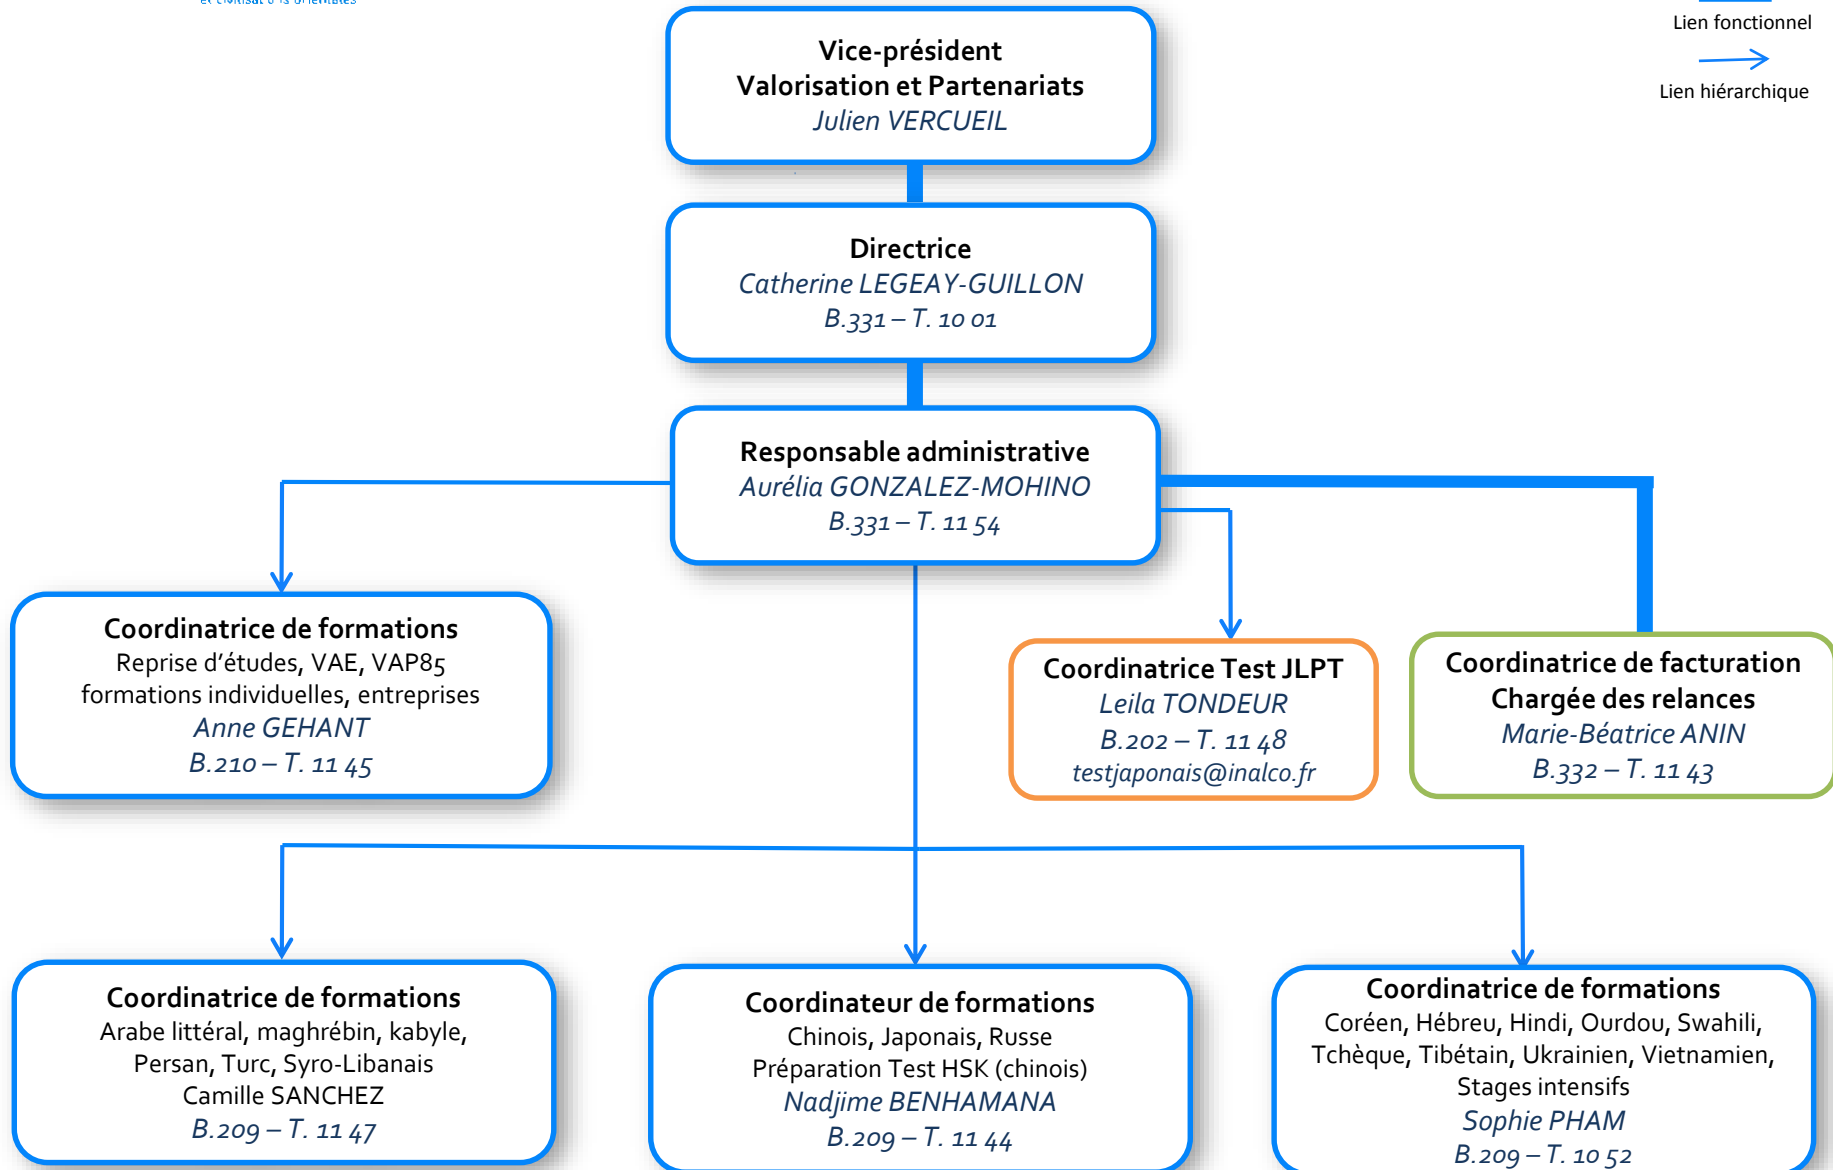 Lien fonctionnel
Lien hiérarchique
Vice-président
Valorisation et Partenariats
Julien VERCUEIL
Directrice
Catherine LEGEAY-GUILLON
B.331 – T. 10 01
Responsable administrative
Aurélia GONZALEZ-MOHINO
B.331 – T. 11 54
Coordinatrice de formations
Reprise d'études, VAE, VAP85
formations individuelles, entreprises
Anne GEHANT
B.210 – T. 11 45
Coordinatrice Test JLPT
Leila TONDEUR
B.202 – T. 11 48
testjaponais@inalco.fr
Coordinatrice de facturation
Chargée des relances
Marie-Béatrice ANIN
B.332 – T. 11 43
Coordinatrice de formations
Arabe littéral, maghrébin, kabyle,
Persan, Turc, Syro-Libanais
Camille SANCHEZ
B.209 – T. 11 47
Coordinateur de formations
Chinois, Japonais, Russe
Préparation Test HSK (chinois)
Nadjime BENHAMANA
B.209 – T. 11 44
Coordinatrice de formations
Coréen, Hébreu, Hindi, Ourdou, Swahili,
Tchèque, Tibétain, Ukrainien, Vietnamien,
Stages intensifs
Sophie PHAM
B.209 – T. 10 52